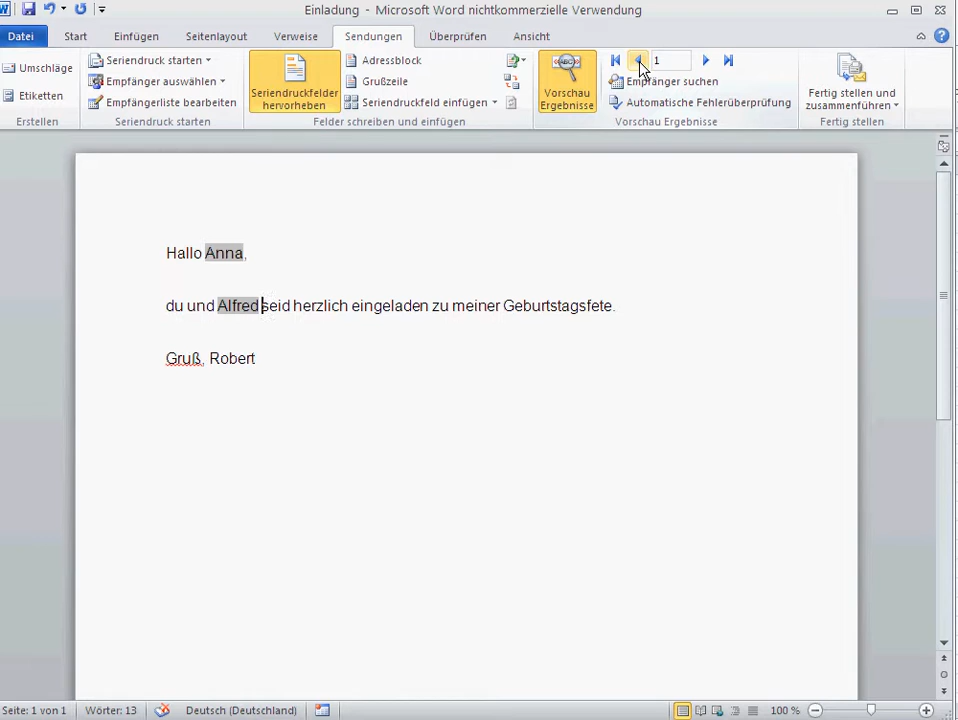 Einladung - Microsoft Word nichtkommerzielle Verwendung
Datei Start Einfügen Seitenlayout Verweise Sendungen Überprüfen Ansicht
Umschläge
Etiketten
Erstellen
Seriendruck starten
Empfänger auswählen
Empfängerliste bearbeiten
Seriendruck starten
Seriendruckfelder
hervorheben
Adressblock
Grußzeile
Seriendruckfeld einfügen
Felder schreiben und einfügen
ABC
Vorschau
Ergebnisse
1
Empfänger suchen
Automatische Fehlerüberprüfung
Vorschau Ergebnisse
Fertig stellen und
zusammenführen
Fertig stellen
Hallo Anna,
du und Alfred seid herzlich eingeladen zu meiner Geburtstagsfete.
Gruß, Robert
Seite: 1 von 1 Wörter: 13 Deutsch (Deutschland) 100 %